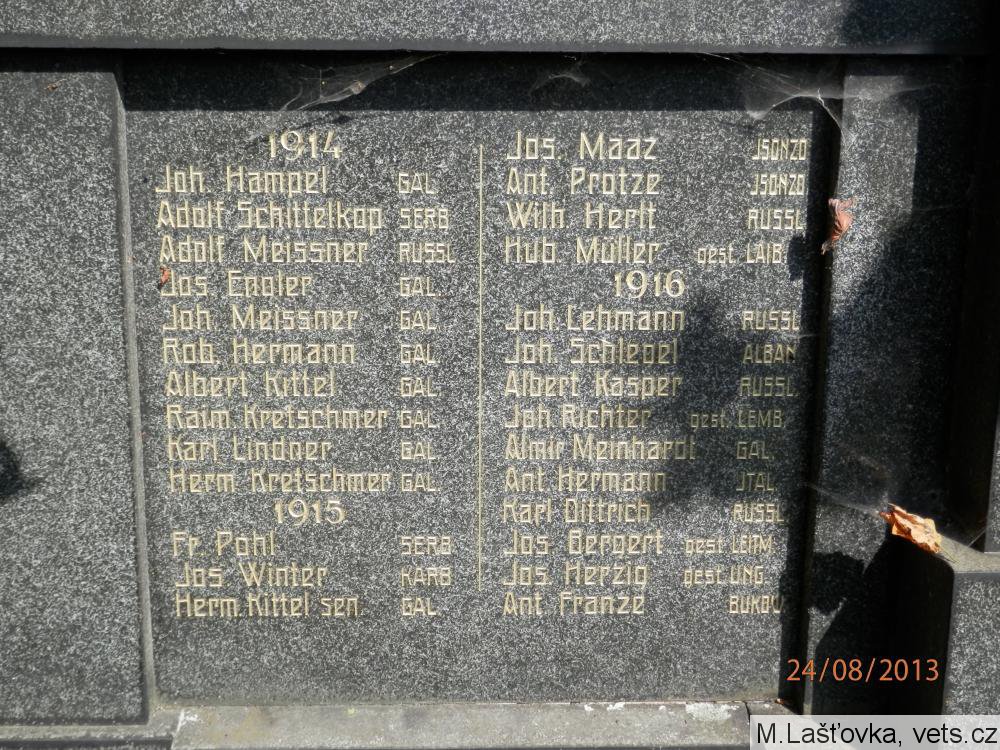 1914
Joh. Hampel GAL.
Adolf Schittelkop SERB
Adolf Meissner RUSSL
Jos. Engler GAL.
Joh. Meissner GAL.
Rob. Hermann GAL.
Albert Kittel GAL.
Raim. Kretschmer GAL.
Karl Lindner GAL.
Herm. Kretschmer GAL.
1915
Fr. Pohl SERB
Jos. Winter KARB
Herm. Kittel sen. GAL.
Jos. Maaz JSONZO
Ant. Protze JSONZO
Wilh. Herlt RUSSL
Hub. Müller gest. LAIB.
1916
Joh. Lehmann RUSSL
Joh. Schlegel ALBAN
Albert Kasper RUSSL.
Joh. Richter gest. LEMB.
Almir Meinhardt GAL.
Ant. Hermann JTAL.
Karl Dittrich RUSSL
Jos. Bergert gest. LEITM.
Jos. Herzig gest. UNG.
Ant. Franze BUKOW.
24/08/2013
M.Lašťovka, vets.cz